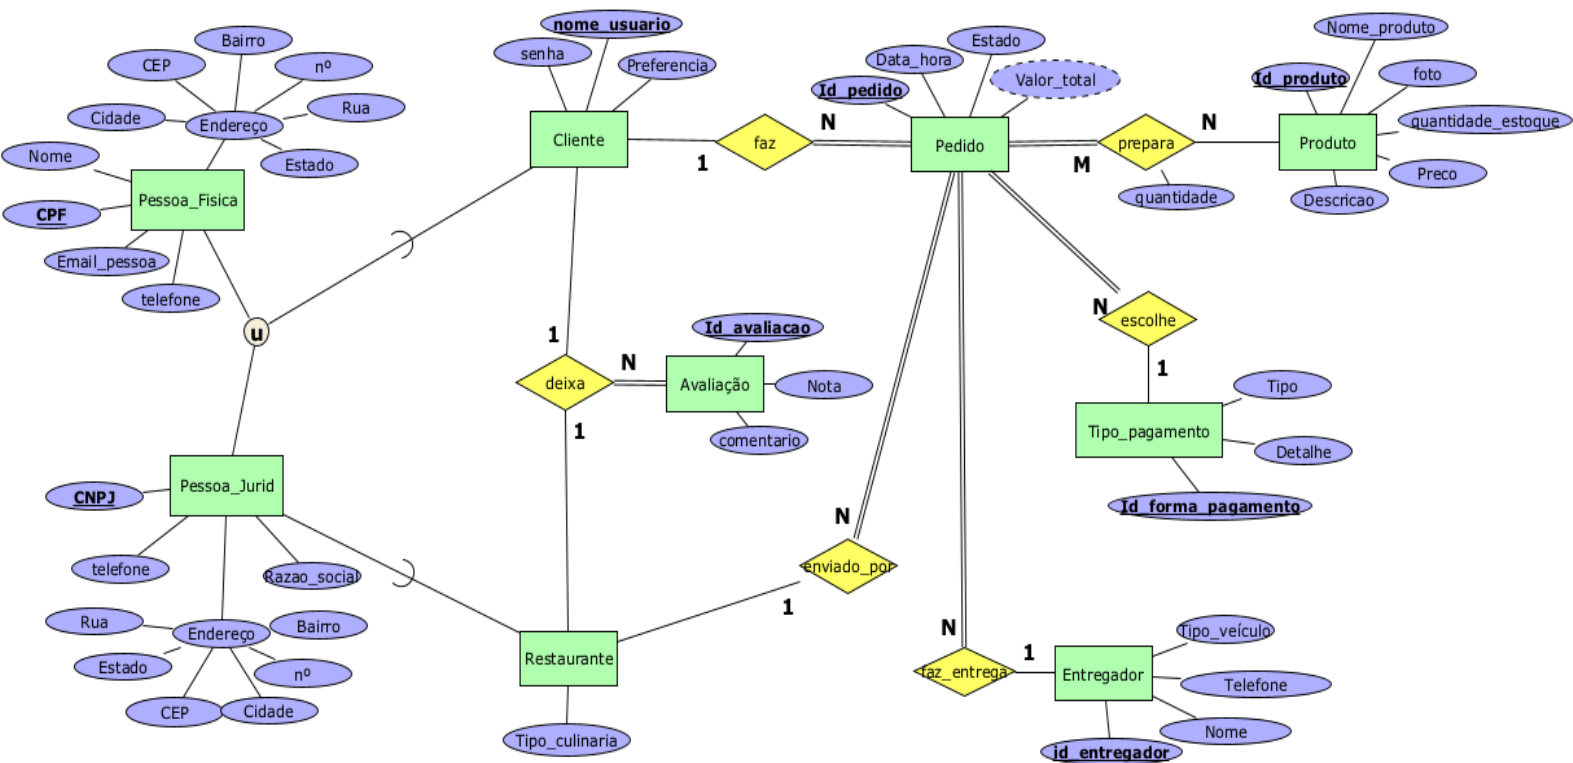 nome_usuario
senha
Preferencia
Cliente
Bairro
CEP
nº
Cidade
Endereço
Rua
Estado
Nome
Pessoa_Fisica
CPF
Email_pessoa
telefone
u
1
faz
N
Estado
Data_hora
Valor_total
Id_pedido
Pedido
M
prepara
N
quantidade
Nome_produto
Id_produto
foto
quantidade_estoque
Produto
Preco
Descricao
1
deixa
N
1
Id_avaliacao
Avaliação
Nota
comentario
N
escolhe
1
Tipo
Tipo_pagamento
Detalhe
Id_forma_pagamento
Pessoa_Jurid
CNPJ
telefone
Razao_social
Rua
Endereço
Bairro
Estado
nº
CEP
Cidade
N
enviado_por
1
Restaurante
Tipo_culinaria
N
faz_entrega
1
Entregador
Tipo_veículo
Telefone
Nome
id_entregador